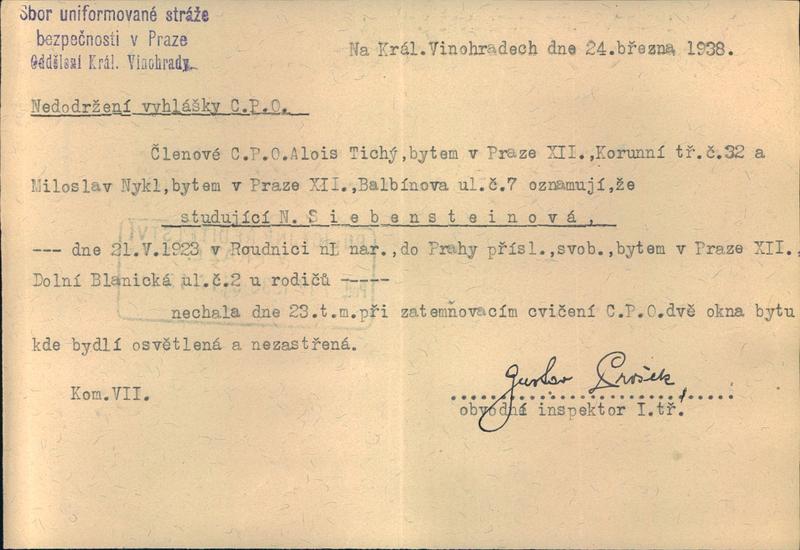 Sbor uniformované stráže
bezpečnosti v Praze
Oddělení Král. Vinohrady
Na Král.Vinohradech dne 24.března 1938.
Nedodržení vyhlášky C.P.O.
Členové C.P.O.Alois Tichý,bytem v Praze XII.,Korunní tř.č.32 a
Miloslav Nykl,bytem v Praze XII.,Balbínova ul.č.7 oznamují,že
studující N. S i e b e n s t e i n o v á ,
--- dne 21.V.1923 v Roudnici nL nar.,do Prahy přísl.,svob.,bytem v Praze XII.,
Dolní Blanická ul.č.2 u rodičů -----
nechala dne 23.t.m.při zatemňovacím cvičení C.P.O.dvě okna bytu
kde bydlí osvětlená a nezastřená.
Kom.VII.
Gustav
obvodní inspektor I.tř.